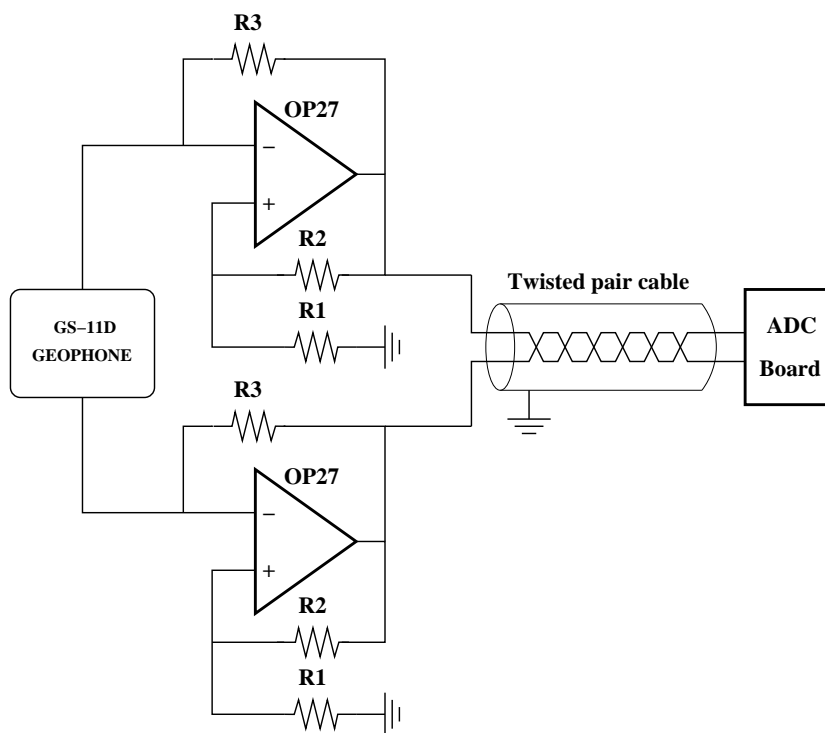 R3
OP27
−
+
R2
R1
GS−11D
GEOPHONE
Twisted pair cable
ADC
Board
R3
OP27
−
+
R2
R1